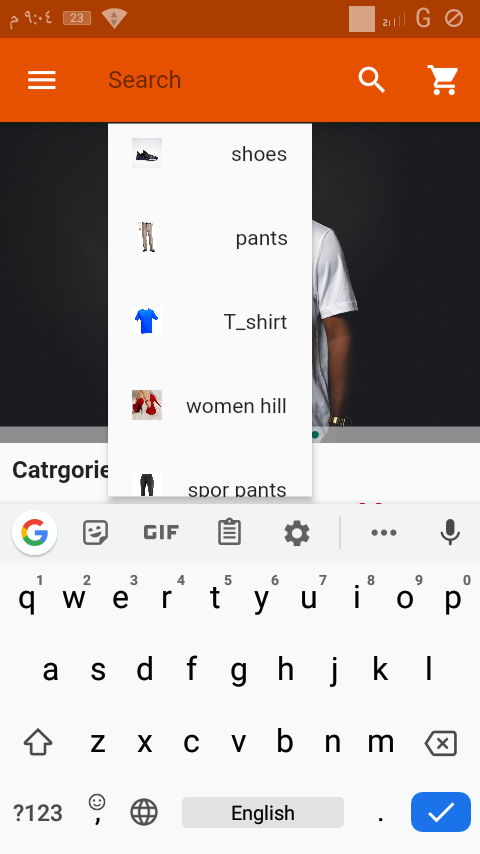 ٩:٠٤ م 23 G
Search
shoes
pants
T_shirt
women hill
spor pants
Catrgorie
G GIF
1 2 3 4 5 6 7 8 9 0
q w e r t y u i o p
a s d f g h j k l
z x c v b n m
?123 , English .